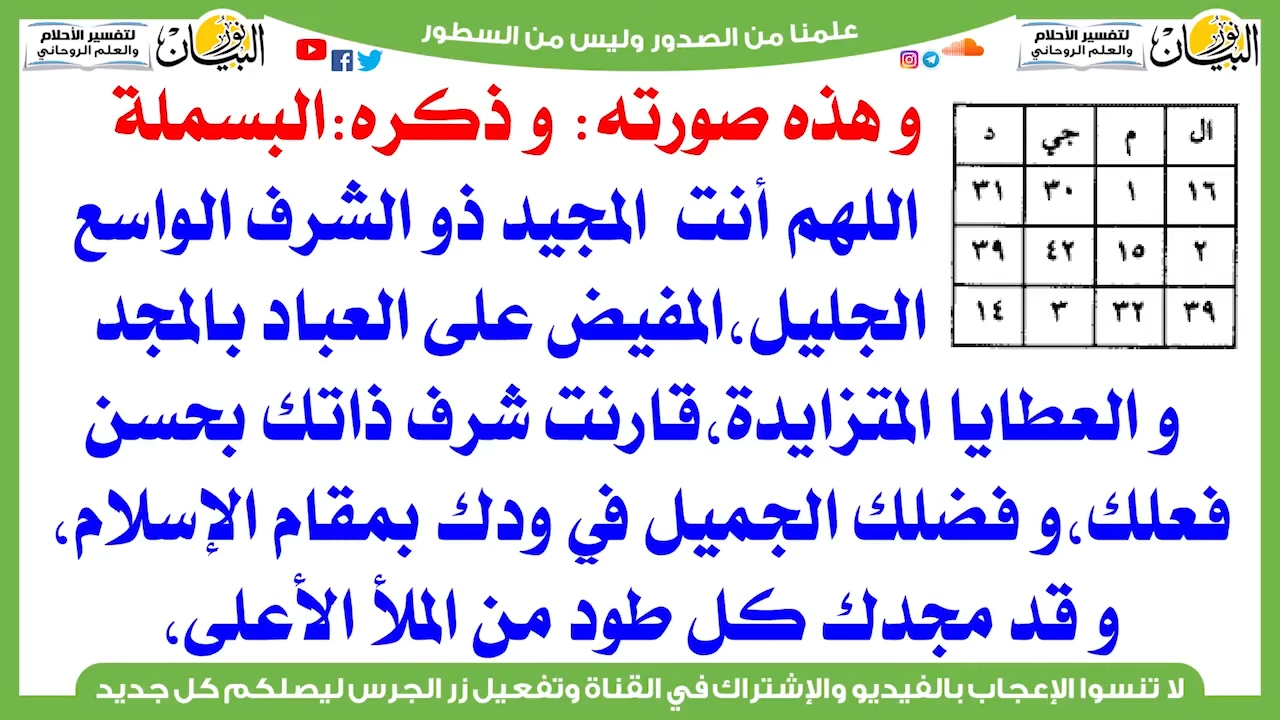 علمنا من الصدور وليس من السطور
نور البيان
لتفسير الأحلام
والعلم الروحاني
نور البيان
لتفسير الأحلام
والعلم الروحاني
و هذه صورته: و ذكره:البسملة
ال م جي د
١٦ ١ ٣٠ ٣١
٢ ١٥ ٤٢ ٣٩
٣٩ ٣٢ ٣ ١٤
اللهم أنت المجيد ذو الشرف الواسع
الجليل،المفيض على العباد بالمجد
و العطايا المتزايدة،قارنت شرف ذاتك بحسن
فعلك،و فضلك الجميل في ودك بمقام الإسلام،
و قد مجدك كل طود من الملأ الأعلى،
لا تنسوا الإعجاب بالفيديو والإشتراك في القناة وتفعيل زر الجرس ليصلكم كل جديد